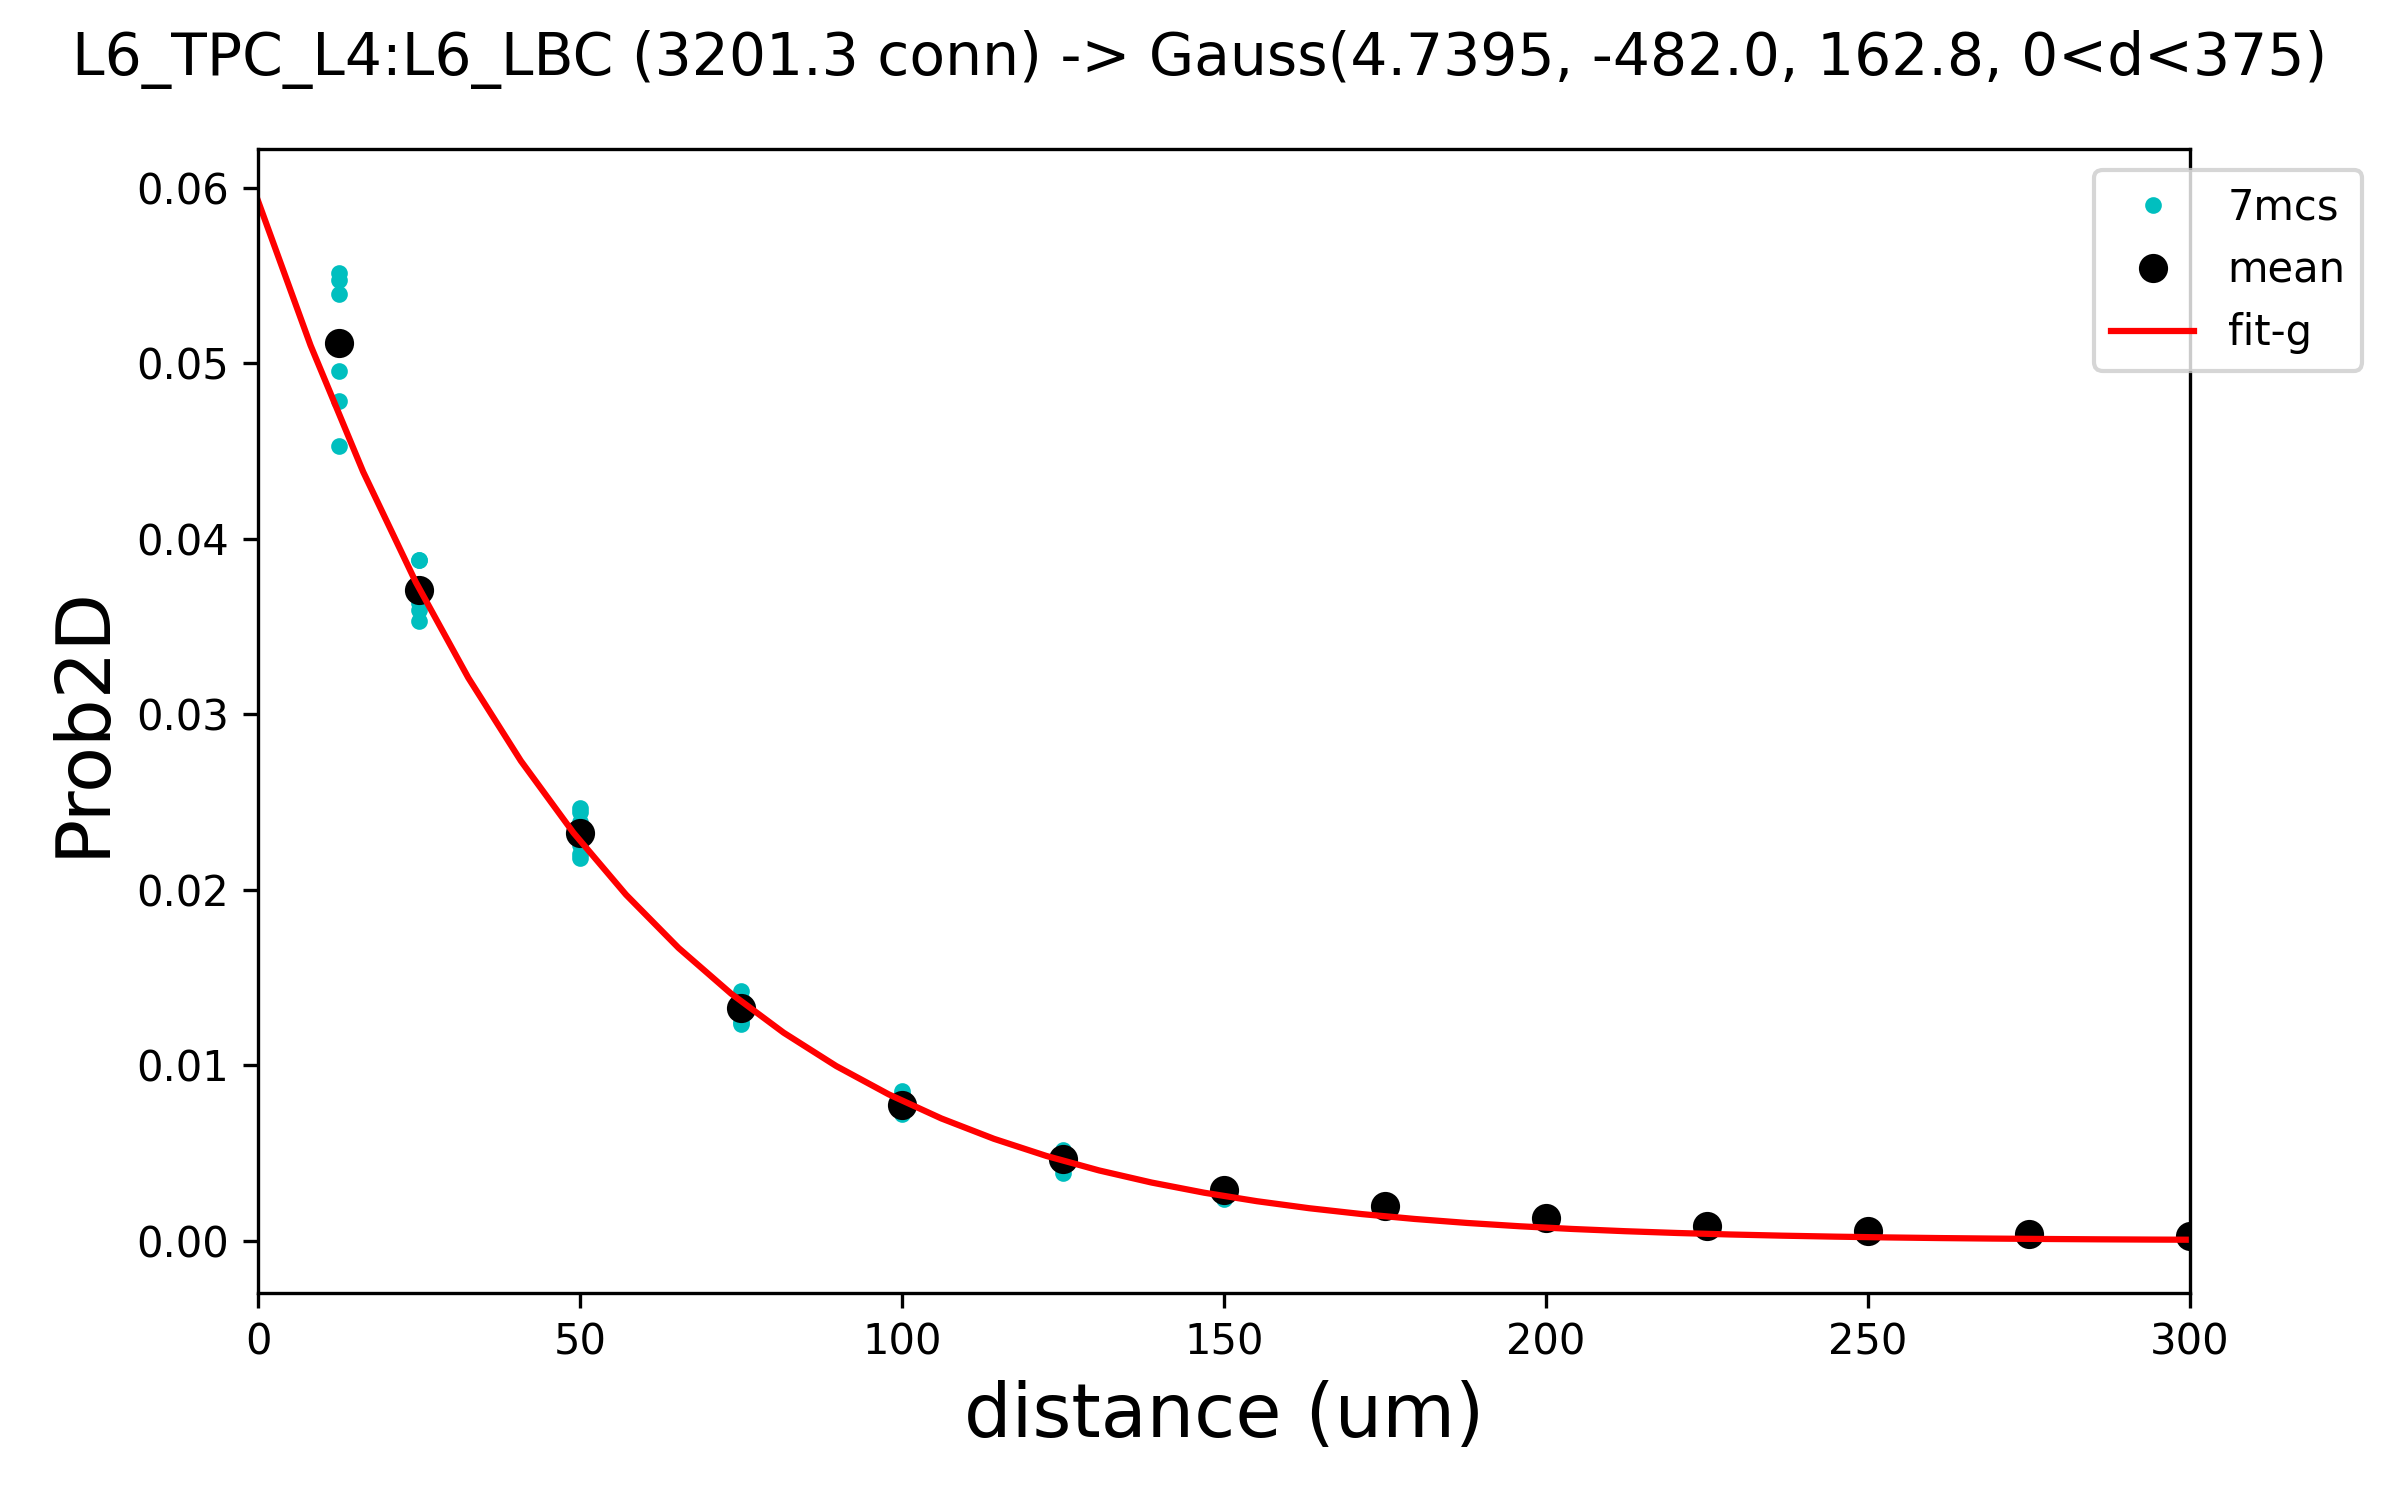 L6_TPC_L4:L6_LBC (3201.3 conn) -> Gauss(4.7395, -482.0, 162.8, 0<d<375)
7mcs
mean
fit-g
0.06
0.05
0.04
0.03
0.02
0.01
0.00
Prob2D
0 50 100 150 200 250 300
distance (um)